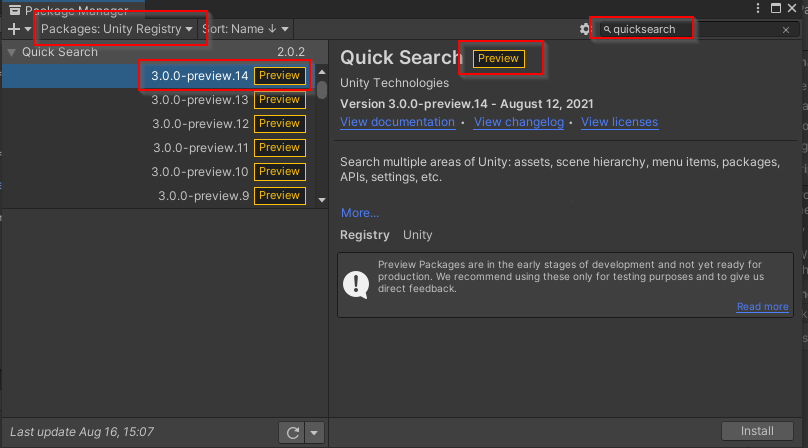 Package Manager
Packages: Unity Registry
Sort: Name ↓
quicksearch
Quick Search 2.0.2
3.0.0-preview.14 Preview
3.0.0-preview.13 Preview
3.0.0-preview.12 Preview
3.0.0-preview.11 Preview
3.0.0-preview.10 Preview
3.0.0-preview.9 Preview
Last update Aug 16, 15:07
Quick Search Preview
Unity Technologies
Version 3.0.0-preview.14 - August 12, 2021
View documentation • View changelog • View licenses
Search multiple areas of Unity: assets, scene hierarchy, menu items, packages,
APIs, settings, etc.
More...
Registry Unity
Preview Packages are in the early stages of development and not yet ready for
production. We recommend using these only for testing purposes and to give us
direct feedback.
Read more
Install